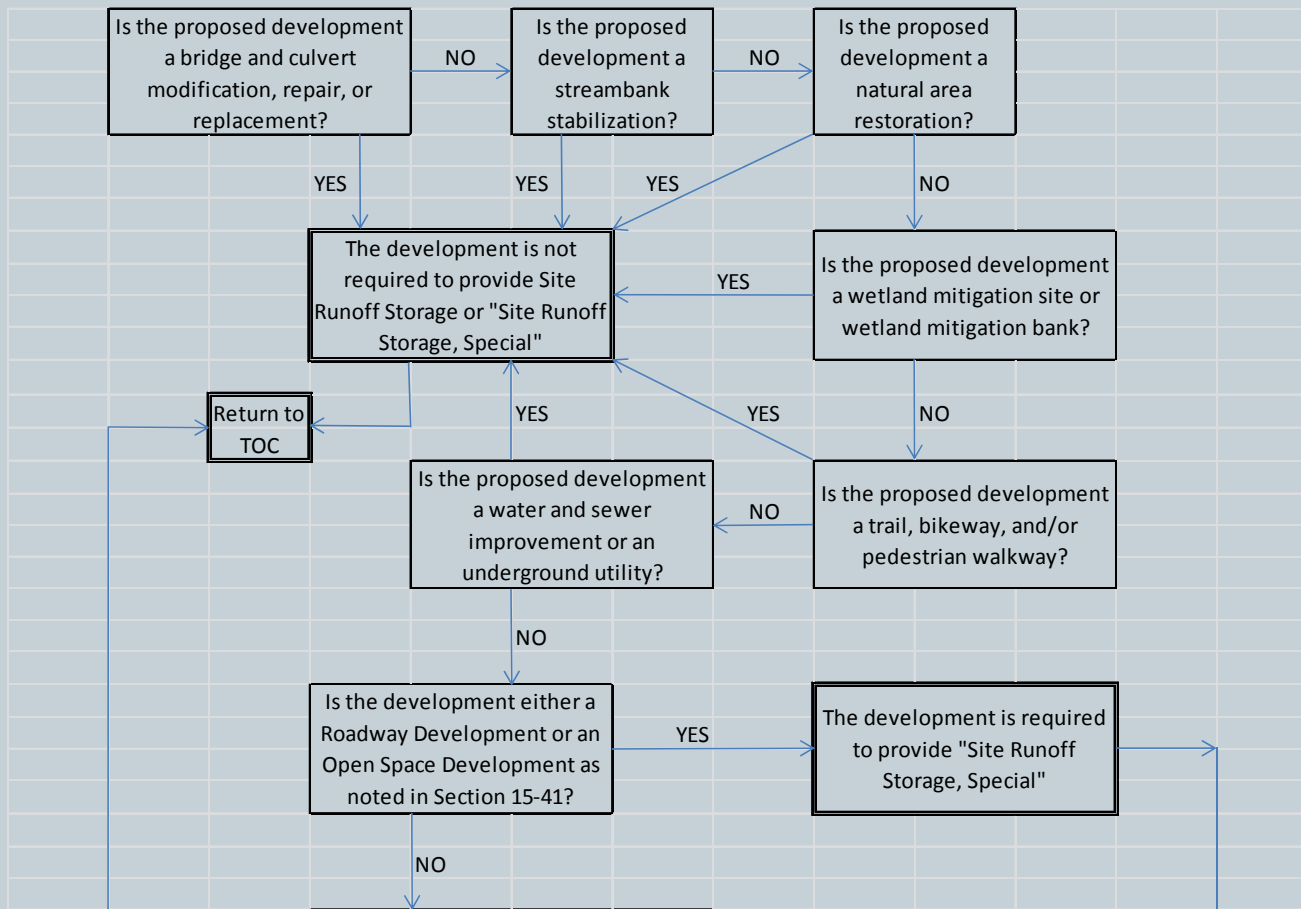 Is the proposed development
a bridge and culvert
modification, repair, or
replacement?
NO
Is the proposed
development a
streambank
stabilization?
NO
Is the proposed
development a
natural area
restoration?
YES
YES
YES
NO
The development is not
required to provide Site
Runoff Storage or "Site Runoff
Storage, Special"
YES
Is the proposed development
a wetland mitigation site or
wetland mitigation bank?
Return to
TOC
YES
YES
NO
Is the proposed development
a water and sewer
improvement or an
underground utility?
NO
Is the proposed development
a trail, bikeway, and/or
pedestrian walkway?
NO
Is the development either a
Roadway Development or an
Open Space Development as
noted in Section 15-41?
YES
The development is required
to provide "Site Runoff
Storage, Special"
NO